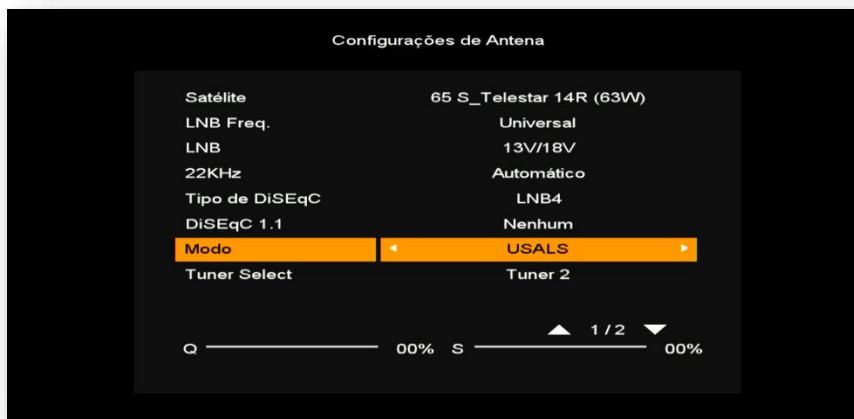 Configurações de Antena
Satélite 65 S_Telestar 14R (63W)
LNB Freq. Universal
LNB 13V/18V
22KHz Automático
Tipo de DiSEqC LNB4
DiSEqC 1.1 Nenhum
Modo USALS
Tuner Select Tuner 2
1/2
Q 00% S 00%